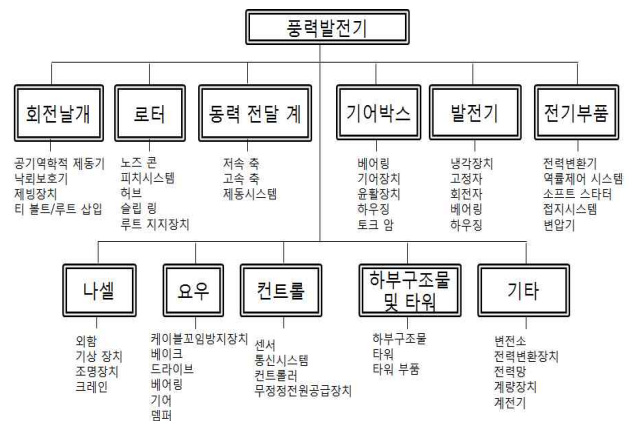 풍력발전기
회전날개
공기역학적 제동기
낙뢰보호기
제빙장치
티 볼트/루트 삽입
로터
노즈 콘
피치시스템
허브
슬립 링
루트 지지장치
동력 전달 계
저속 축
고속 축
제동시스템
기어박스
베어링
기어장치
윤활장치
하우징
토크 암
발전기
냉각장치
고정자
회전자
베어링
하우징
전기부품
전력변환기
역률제어 시스템
소프트 스타터
접지시스템
변압기
나셀
외함
기상 장치
조명장치
크레인
요우
케이블꼬임방지장치
베이크
드라이브
베어링
기어
뎀퍼
컨트롤
센서
통신시스템
컨트롤러
무정정전원공급장치
하부구조물
및 타워
하부구조물
타워
타워 부품
기타
변전소
전력변환장치
전력망
계량장치
계전기